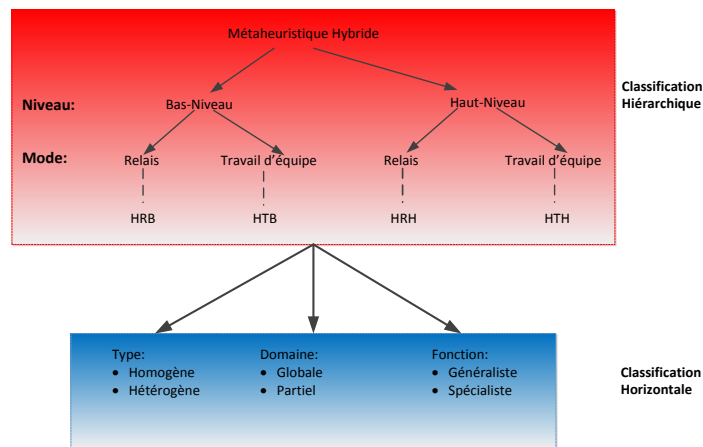 Métaheuristique Hybride
Classification
Hiérarchique
Niveau: Bas-Niveau Haut-Niveau
Mode: Relais Travail d'équipe Relais Travail d'équipe
HRB HTB HRH HTH
Type: Domaine: Fonction:
• Homogène • Globale • Généraliste
• Hétérogène • Partiel • Spécialiste
Classification
Horizontale